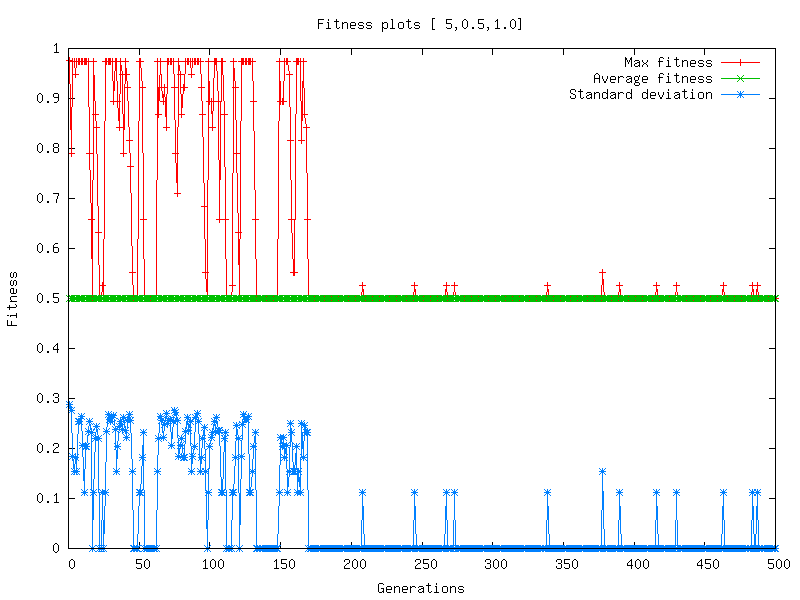 Fitness plots [ 5,0.5,1.0]
Max fitness
Average fitness
Standard deviation
1
0.9
0.8
0.7
0.6
0.5
0.4
0.3
0.2
0.1
0
Fitness
0 50 100 150 200 250 300 350 400 450 500
Generations